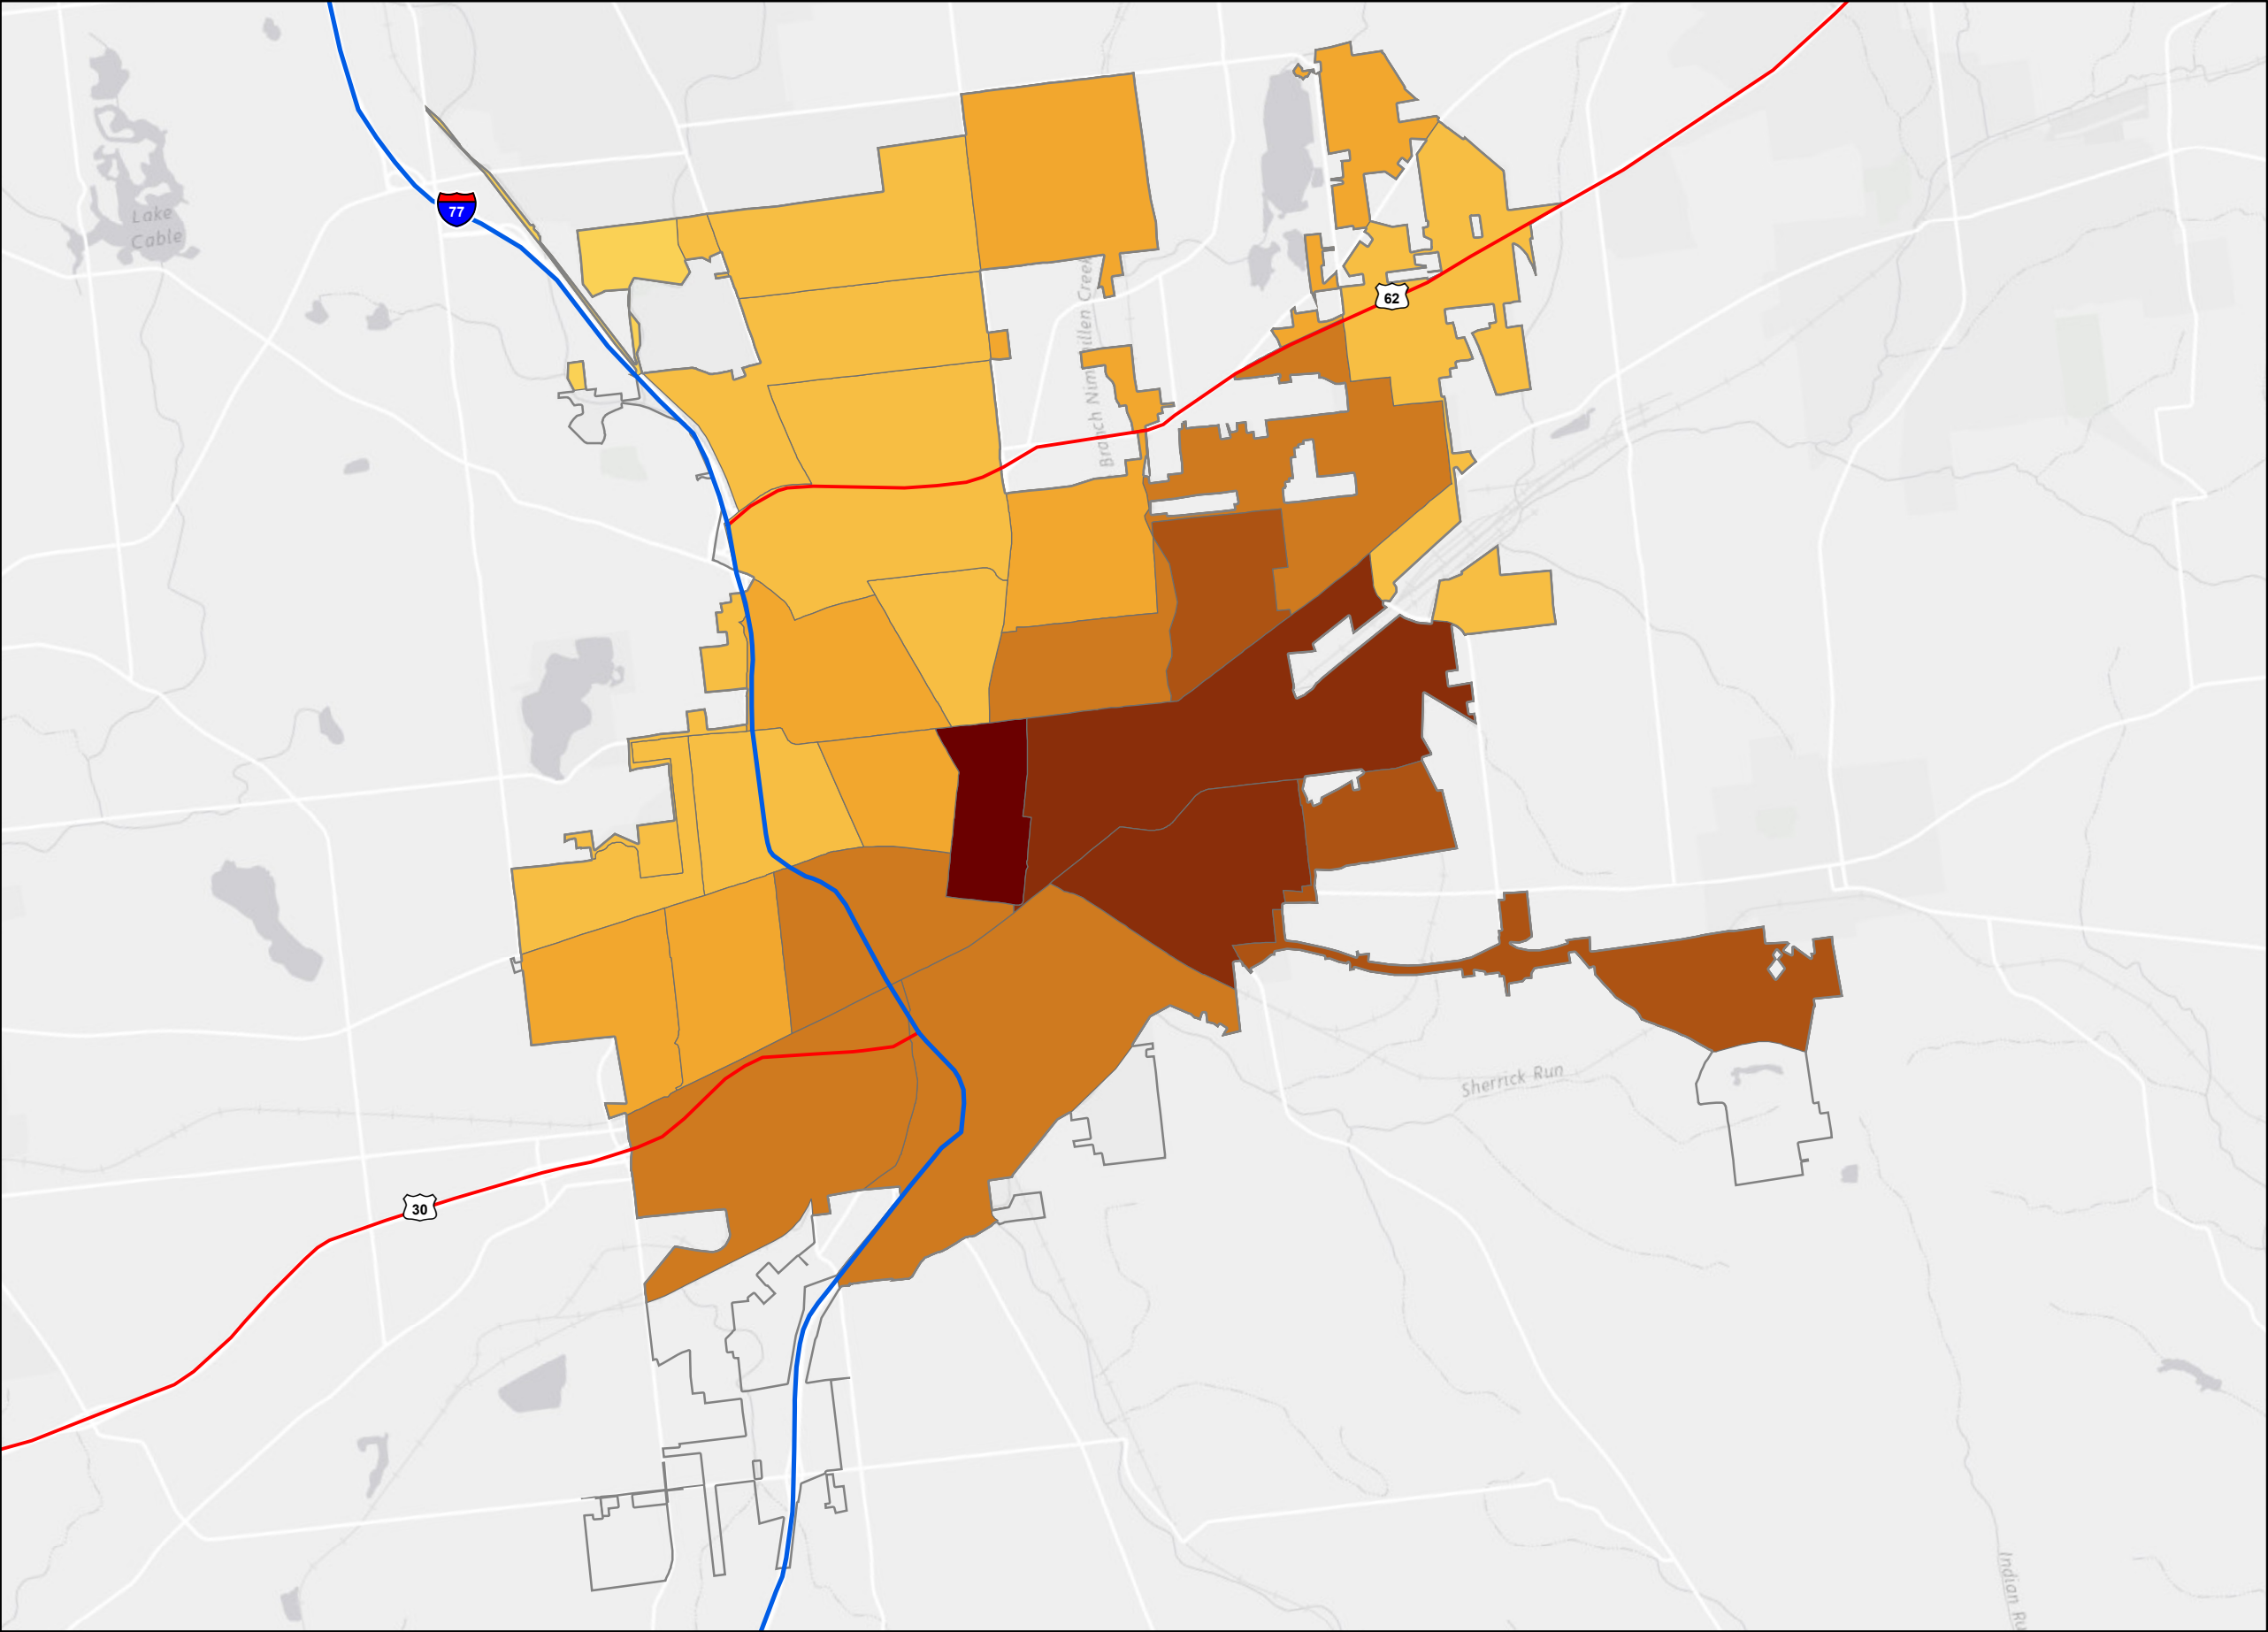 Lake
Cable
77
62
Branch Nimishillen Creek
30
Sherrick Run
Indian Ru